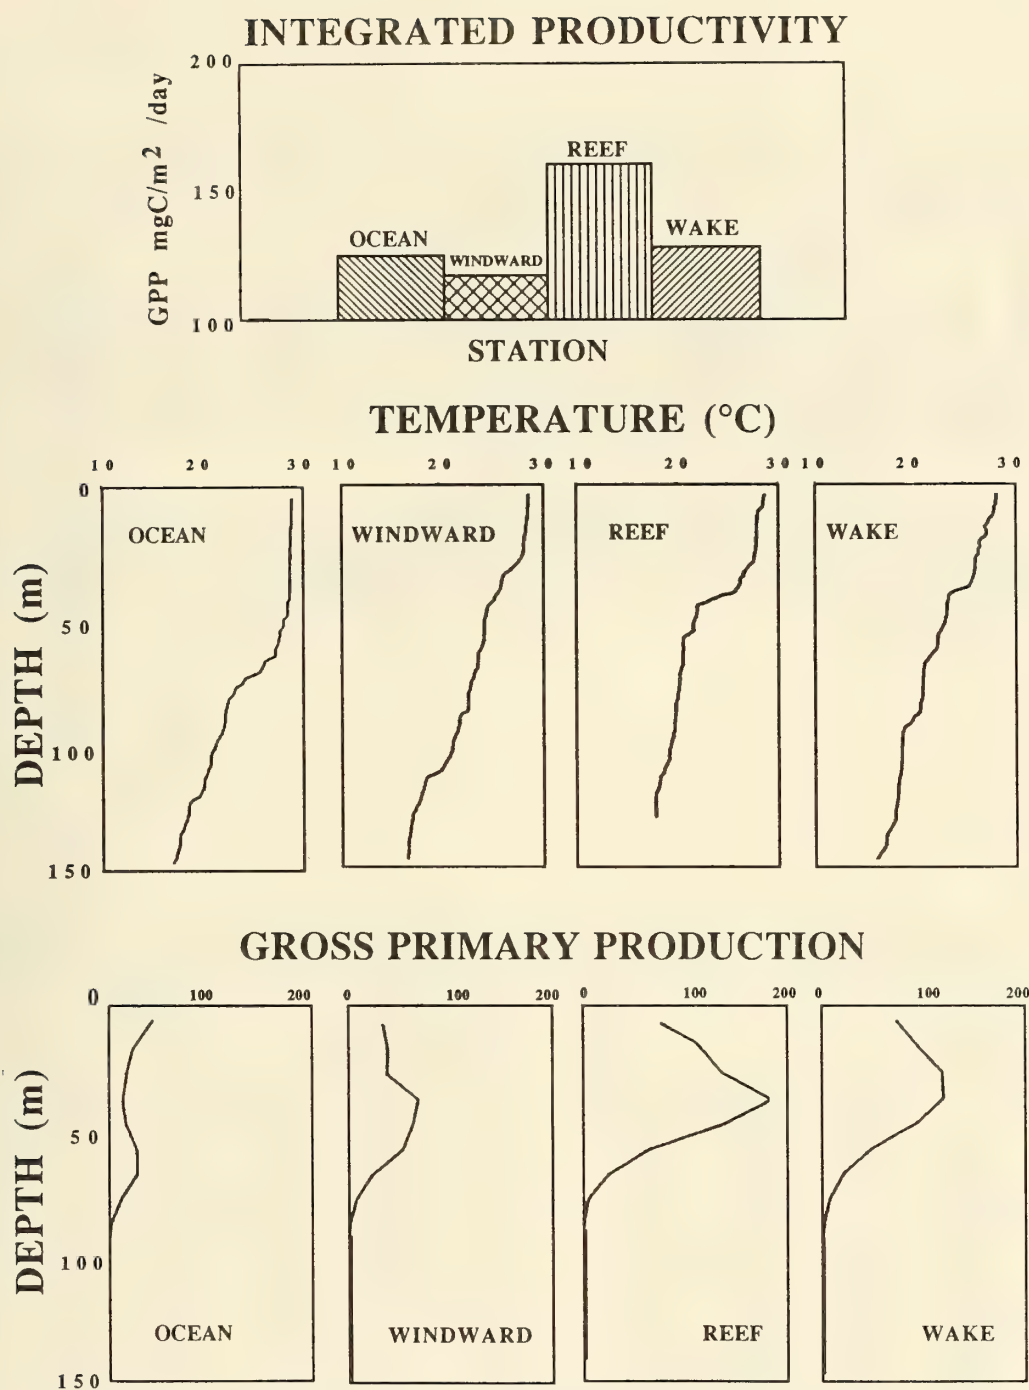 INTEGRATED PRODUCTIVITY
GPP mgC/m² /day
200
150
100
OCEAN
WINDWARD
REEF
WAKE
STATION
TEMPERATURE (°C)
10 20 30 10 20 30 10 20 30 10 20 30
DEPTH (m)
0
50
100
150
OCEAN
WINDWARD
REEF
WAKE
GROSS PRIMARY PRODUCTION
0 100 200 0 100 200 0 100 200 0 100 200
DEPTH (m)
50
100
150
OCEAN
WINDWARD
REEF
WAKE